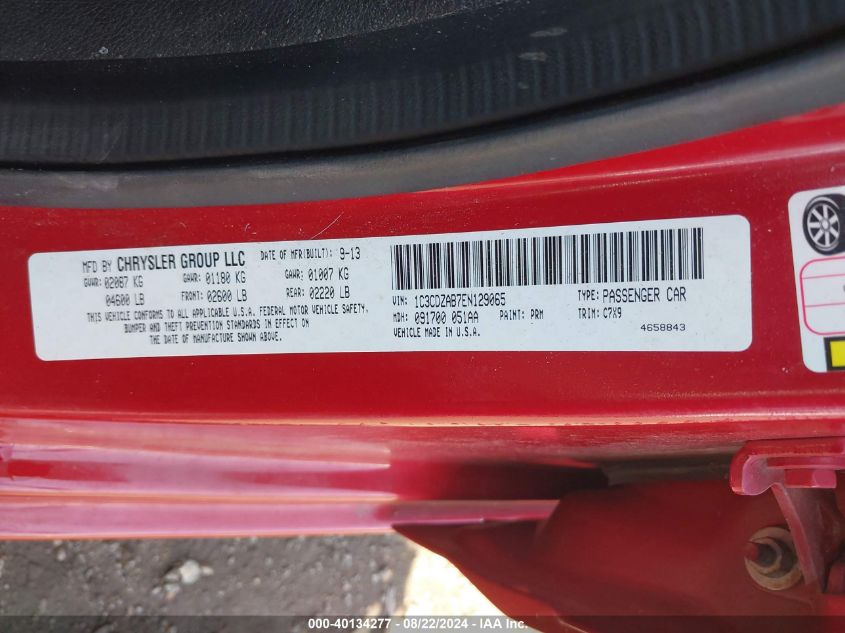 MFD BY CHRYSLER GROUP LLC DATE OF MFR(BUILT): 9-13
GVWR: 02087 KG GAWR: 01180 KG GAWR: 01007 KG
04600 LB FRONT: 02600 LB REAR: 02220 LB
THIS VEHICLE CONFORMS TO ALL APPLICABLE U.S.A. FEDERAL MOTOR VEHICLE SAFETY,
BUMPER AND THEFT PREVENTION STANDARDS IN EFFECT ON
THE DATE OF MANUFACTURE SHOWN ABOVE.
VIN: 1C3CDZAB7EN129065 TYPE: PASSENGER CAR
MDH: 091700 051AA PAINT: PRM TRIM: C7X9
VEHICLE MADE IN U.S.A. 4658843
000-40134277 - 08/22/2024 - IAA Inc.